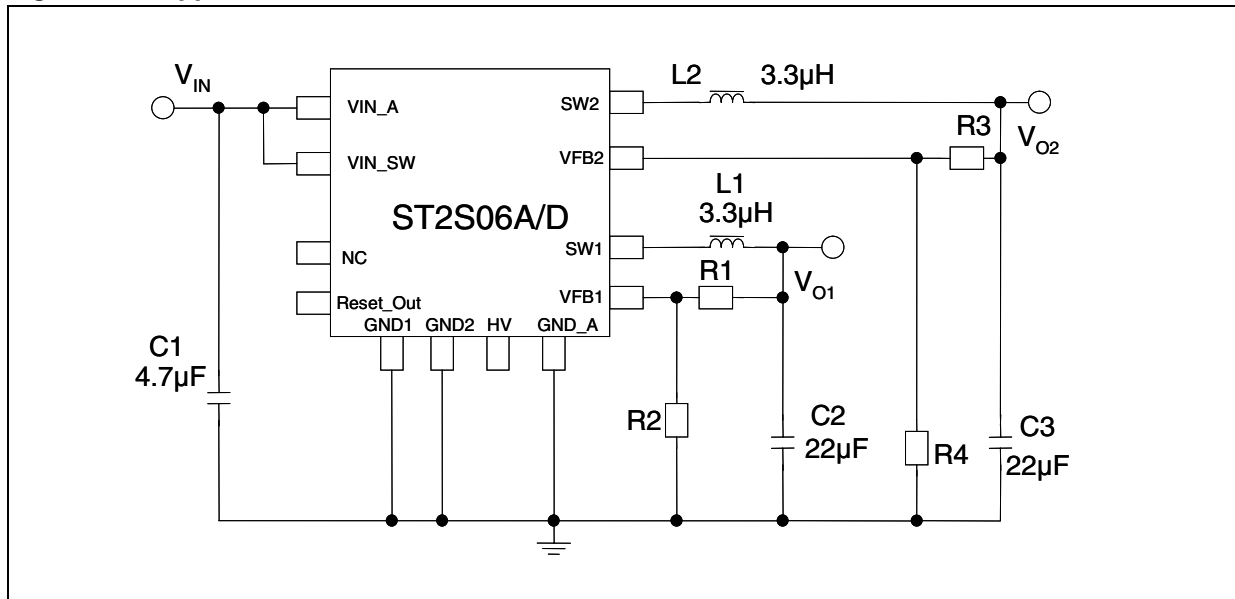 V_IN
L2 3.3µH
VIN_A
SW2
R3
V_O2
VIN_SW
VFB2
L1
3.3µH
ST2S06A/D
SW1
NC
R1
V_O1
VFB1
Reset_Out
GND1 GND2 HV GND_A
C1
4.7µF
R2
C2
22µF
R4
C3
22µF